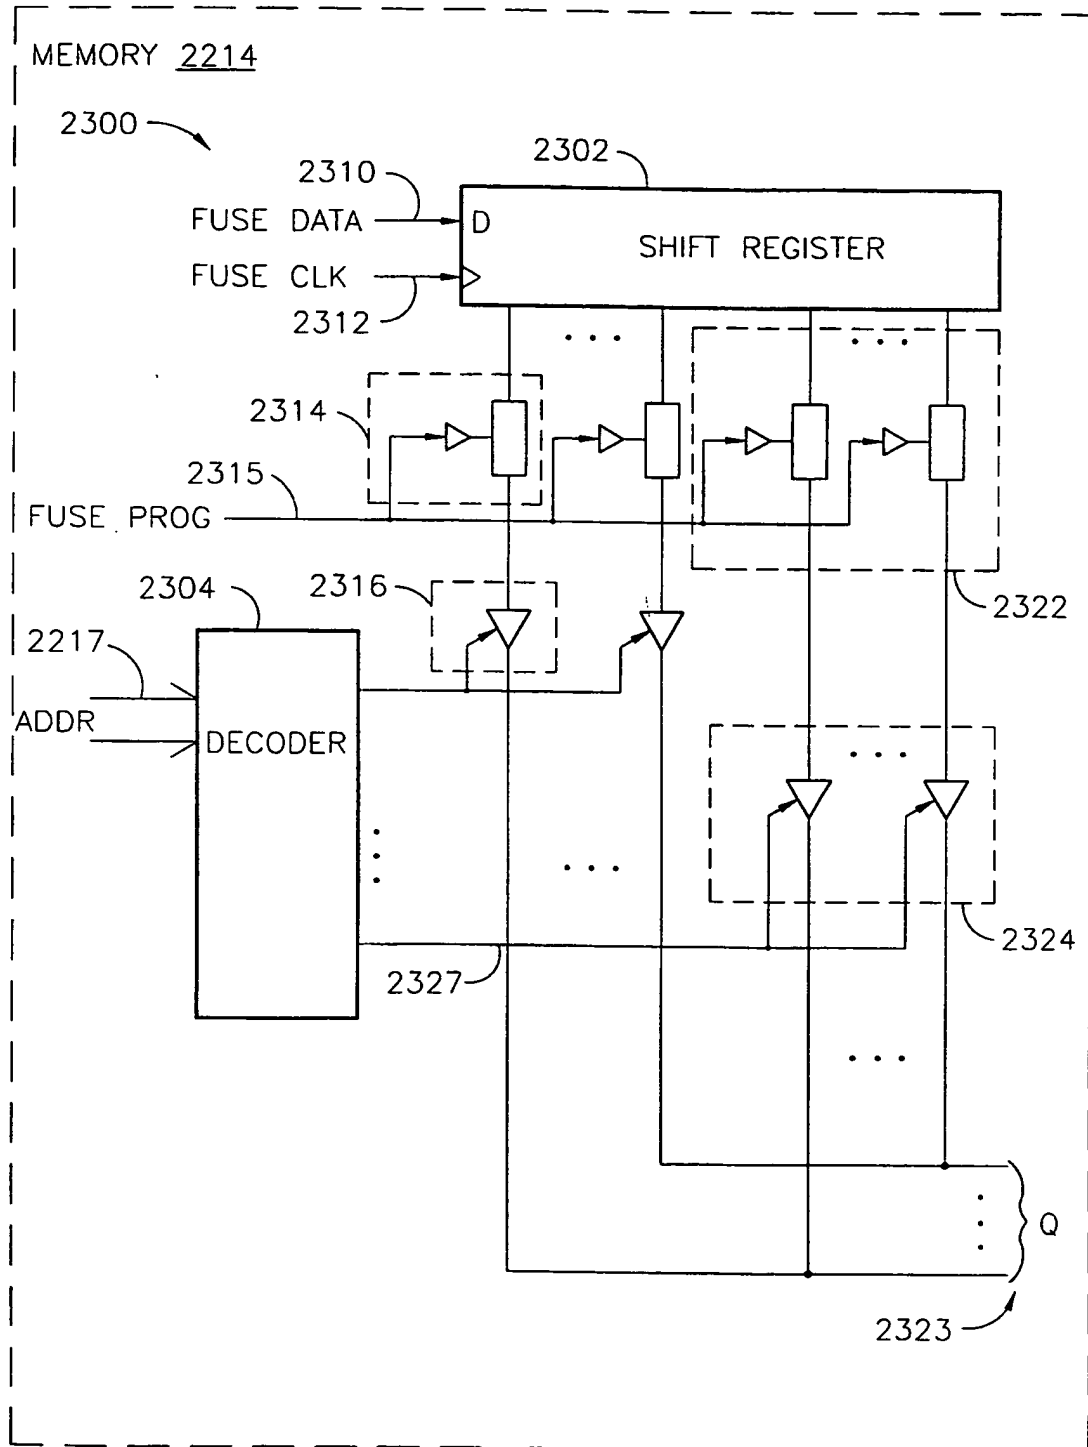 MEMORY 2214
2300
2302
2310
FUSE DATA
D
SHIFT REGISTER
FUSE CLK
2312
2314
2315
FUSE PROG
2322
2316
2304
2217
ADDR
DECODER
2324
2327
Q
2323